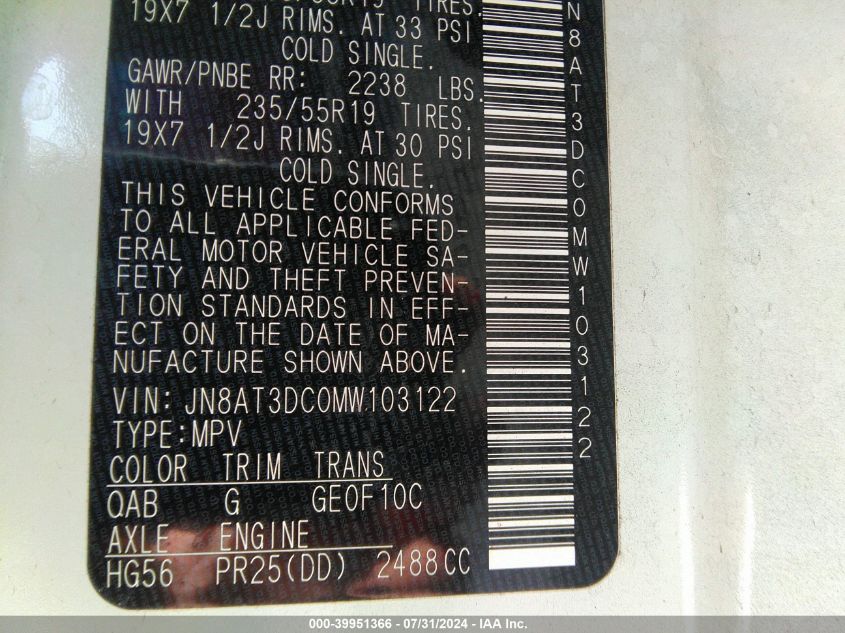 TIRES.
19X7 1/2J RIMS. AT 33 PSI
COLD SINGLE.
GAWR/PNBE RR: 2238 LBS.
WITH 235/55R19 TIRES.
19X7 1/2J RIMS. AT 30 PSI
COLD SINGLE.
THIS VEHICLE CONFORMS
TO ALL APPLICABLE FED-
ERAL MOTOR VEHICLE SA-
FETY AND THEFT PREVEN-
TION STANDARDS IN EFF-
ECT ON THE DATE OF MA-
NUFACTURE SHOWN ABOVE.
VIN: JN8AT3DC0MW103122
TYPE:MPV
COLOR TRIM TRANS
QAB G GE0F10C
AXLE ENGINE
HG56 PR25(DD) 2488CC
N8AT3DC0MW103122
000-39951366 - 07/31/2024 - IAA Inc.